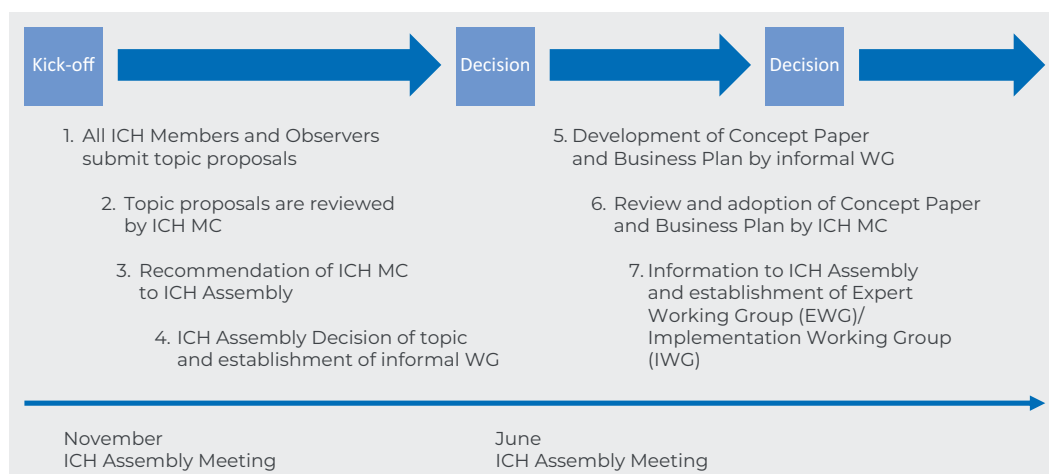 Kick-off
Decision
Decision
1. All ICH Members and Observers
submit topic proposals
2. Topic proposals are reviewed
by ICH MC
3. Recommendation of ICH MC
to ICH Assembly
4. ICH Assembly Decision of topic
and establishment of informal WG
5. Development of Concept Paper
and Business Plan by informal WG
6. Review and adoption of Concept Paper
and Business Plan by ICH MC
7. Information to ICH Assembly
and establishment of Expert
Working Group (EWG)/
Implementation Working Group
(IWG)
November
ICH Assembly Meeting
June
ICH Assembly Meeting